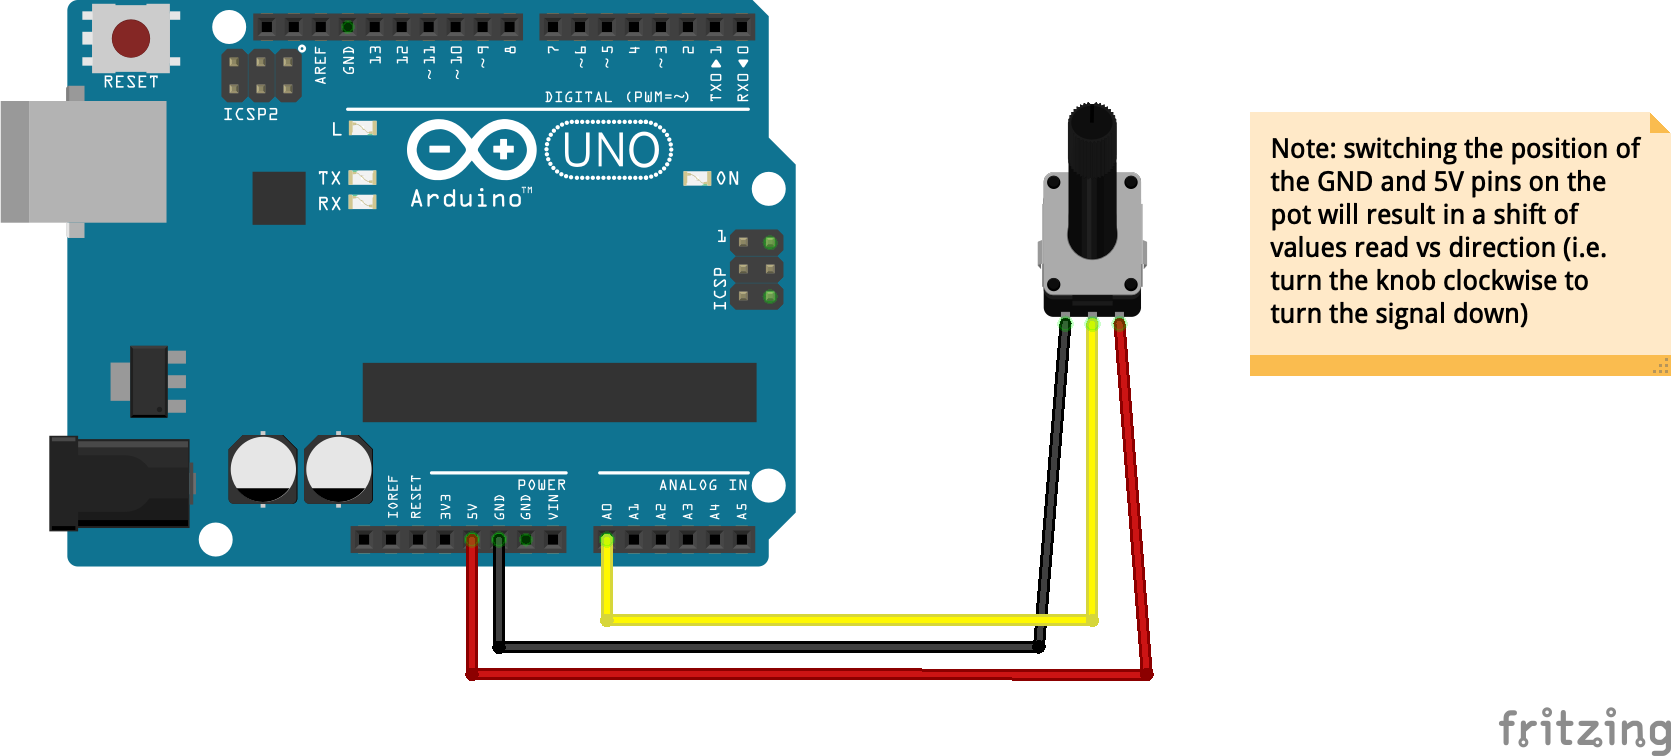 RESET
ICSP2
AREF
GND
13
12
~11
~10
~9
8
7
~6
~5
4
~3
2
TX0▶1
RX0◀0
DIGITAL (PWM=~)
L
TX
RX
UNO
Arduino™
ON
1
ICSP
Note: switching the position of
the GND and 5V pins on the
pot will result in a shift of
values read vs direction (i.e.
turn the knob clockwise to
turn the signal down)
POWER
ANALOG IN
IOREF
RESET
3V3
5V
GND
GND
VIN
A0
A1
A2
A3
A4
A5
fritzing